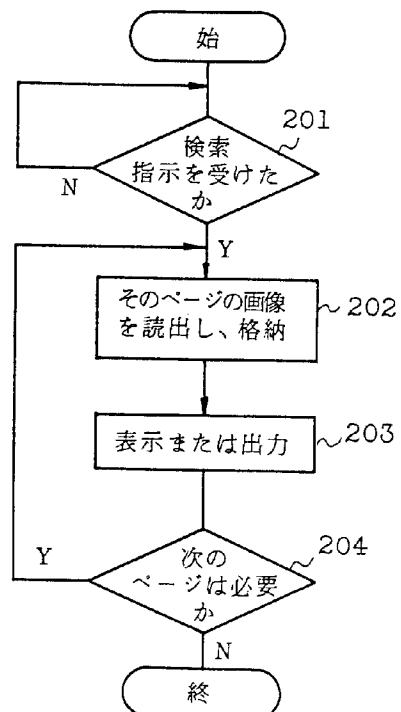 始
201
検索
指示を受けた
か
N
Y
そのページの画像
を読出し、格納
202
表示または出力
203
204
次の
ページは必要
か
Y
N
終